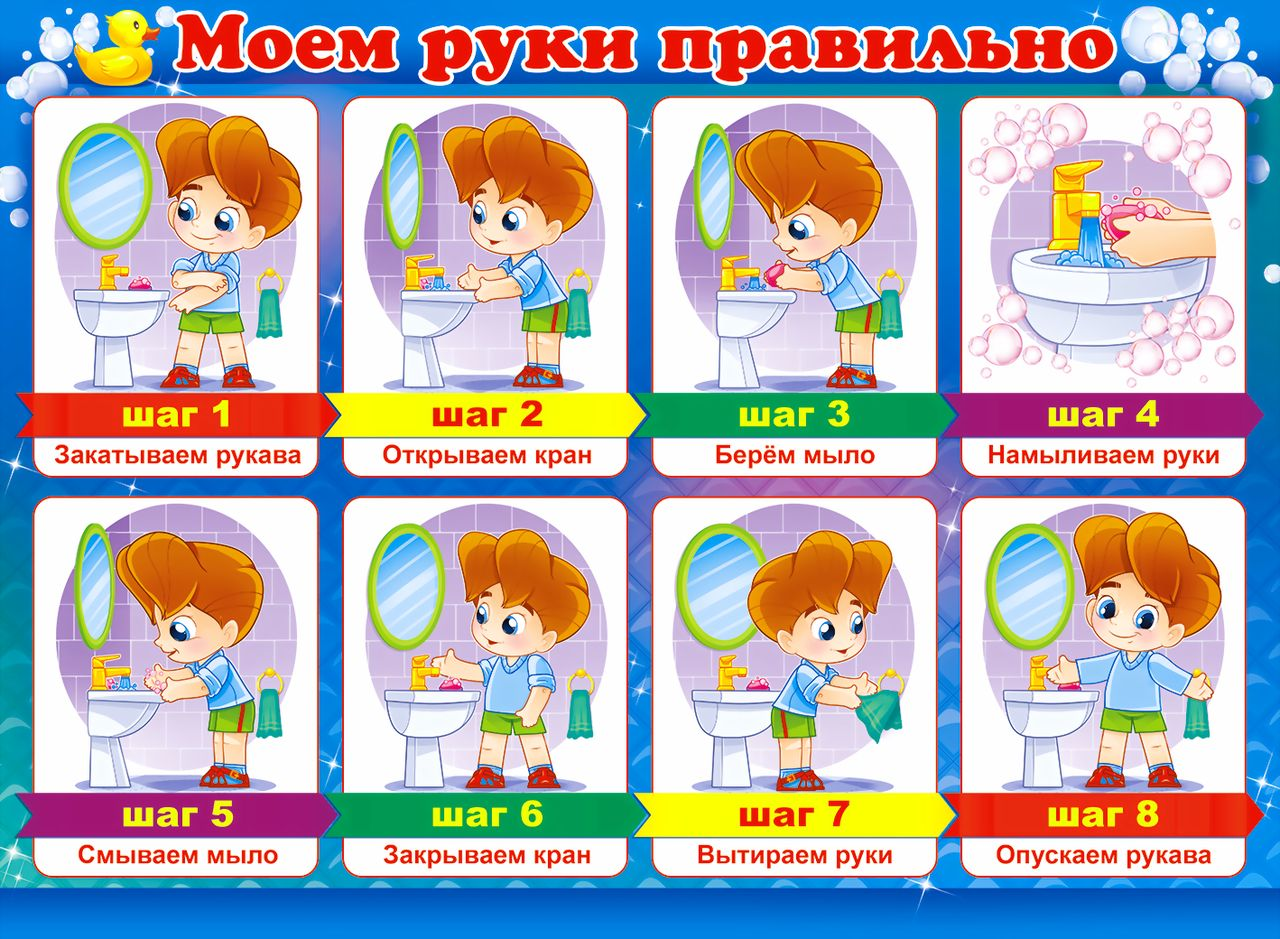 Моем руки правильно
шаг 1
Закатываем рукава
шаг 2
Открываем кран
шаг 3
Берём мыло
шаг 4
Намыливаем руки
шаг 5
Смываем мыло
шаг 6
Закрываем кран
шаг 7
Вытираем руки
шаг 8
Опускаем рукава